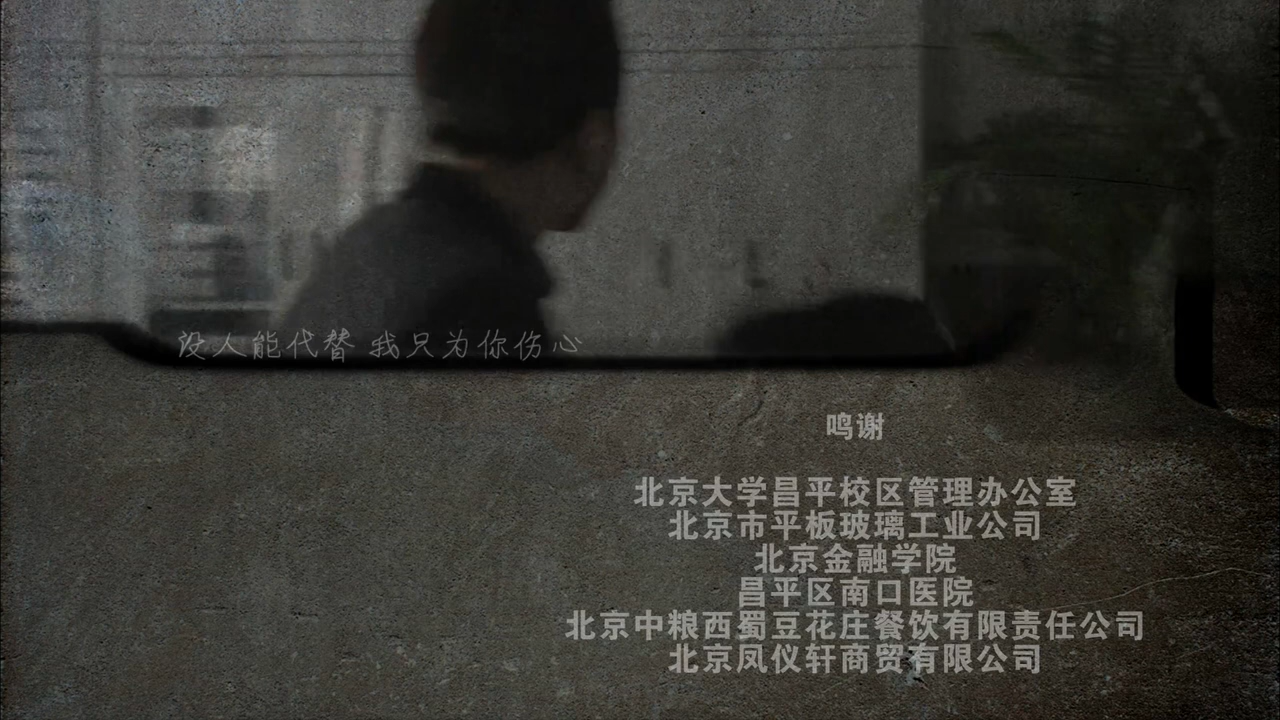 没人能代替 我只为你伤心
鸣谢
北京大学昌平校区管理办公室
北京市平板玻璃工业公司
北京金融学院
昌平区南口医院
北京中粮西蜀豆花庄餐饮有限责任公司
北京凤仪轩商贸有限公司